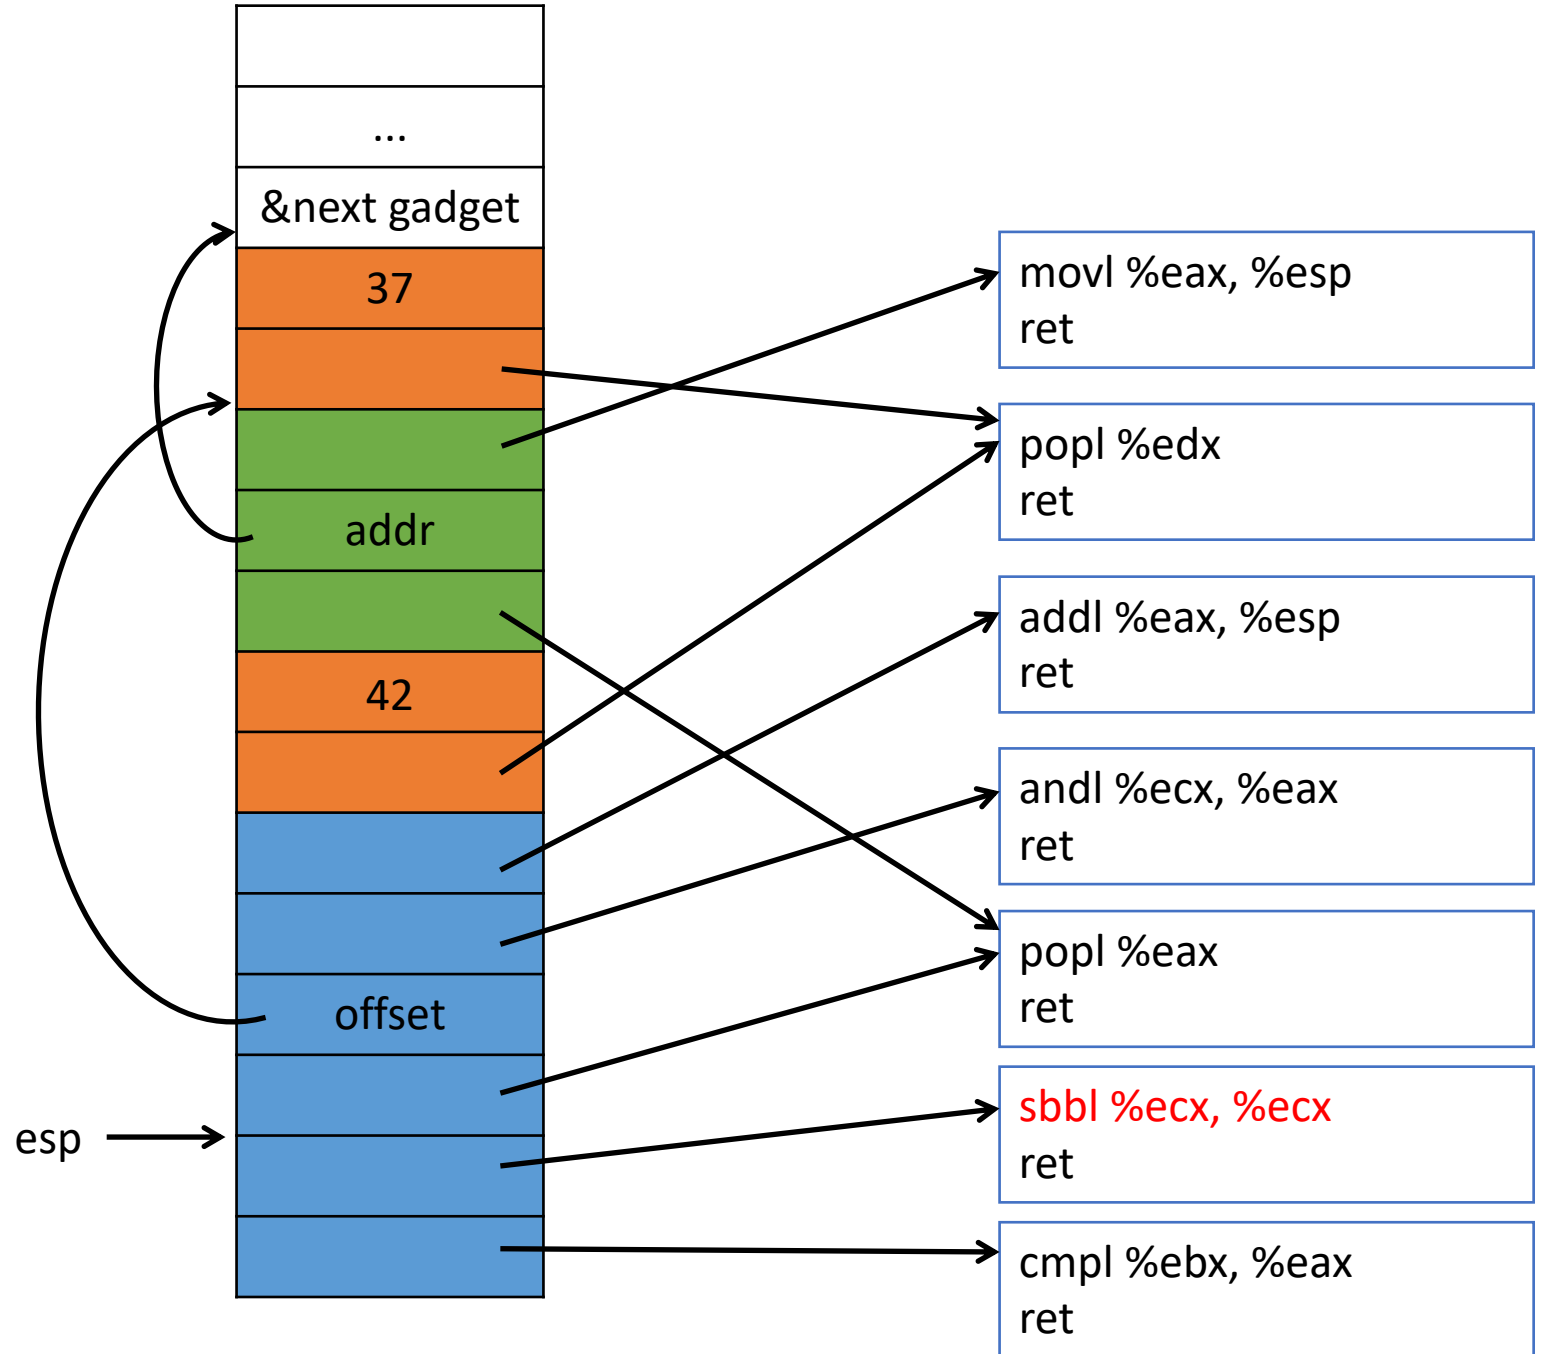 ...
&next gadget
37
addr
42
offset
esp
movl %eax, %esp
ret
popl %edx
ret
addl %eax, %esp
ret
andl %ecx, %eax
ret
popl %eax
ret
sbbl %ecx, %ecx
ret
cmpl %ebx, %eax
ret